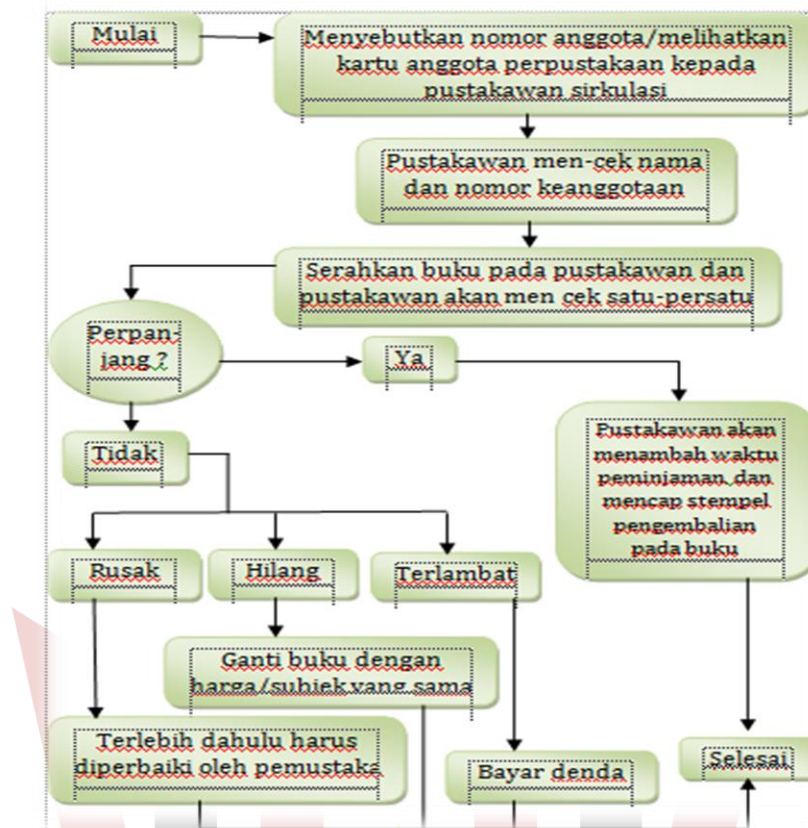 Mulai
Menyebutkan nomor anggota/melihatkan
kartu anggota perpustakaan kepada
pustakawan sirkulasi
Pustakawan men-cek nama
dan nomor keanggotaan
Serahkan buku pada pustakawan dan
pustakawan akan men cek satu-persatu
Perpan-
jang ?
Ya
Tidak
Pustakawan akan
menambah waktu
peminjaman dan
mencap stempel
pengembalian
pada buku
Rusak
Hilang
Terlambat
Ganti buku dengan
harga/subjek yang sama
Terlebih dahulu harus
diperbaiki oleh pemustaka
Bayar denda
Selesai